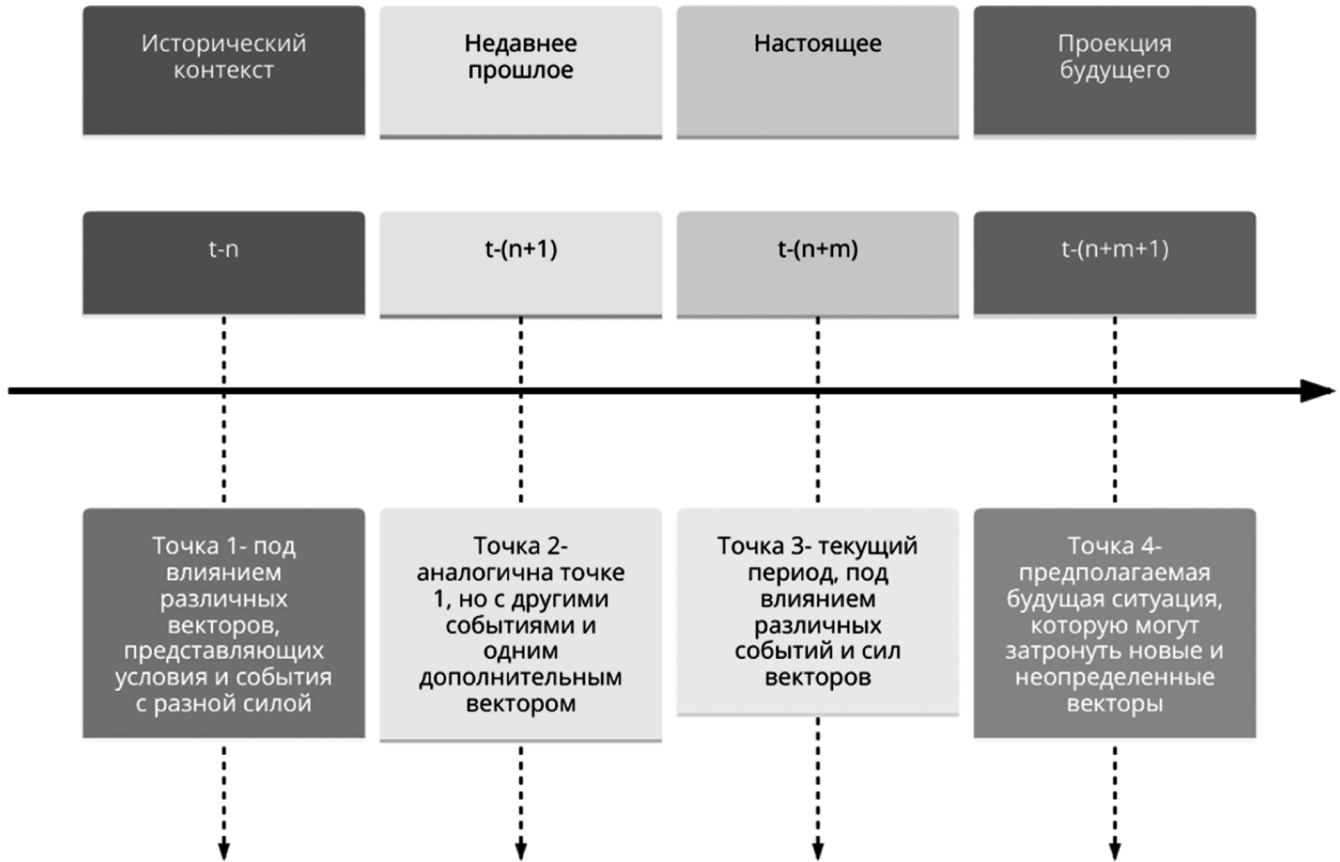 Исторический
контекст
Недавнее
прошлое
Настоящее
Проекция
будущего
t-n
t-(n+1)
t-(n+m)
t-(n+m+1)
Точка 1- под
влиянием
различных
векторов,
представляющих
условия и события
с разной силой
Точка 2-
аналогична точке
1, но с другими
событиями и
одним
дополнительным
вектором
Точка 3- текущий
период, под
влиянием
различных
событий и сил
векторов
Точка 4-
предполагаемая
будущая ситуация,
которую могут
затронуть новые и
неопределенные
векторы